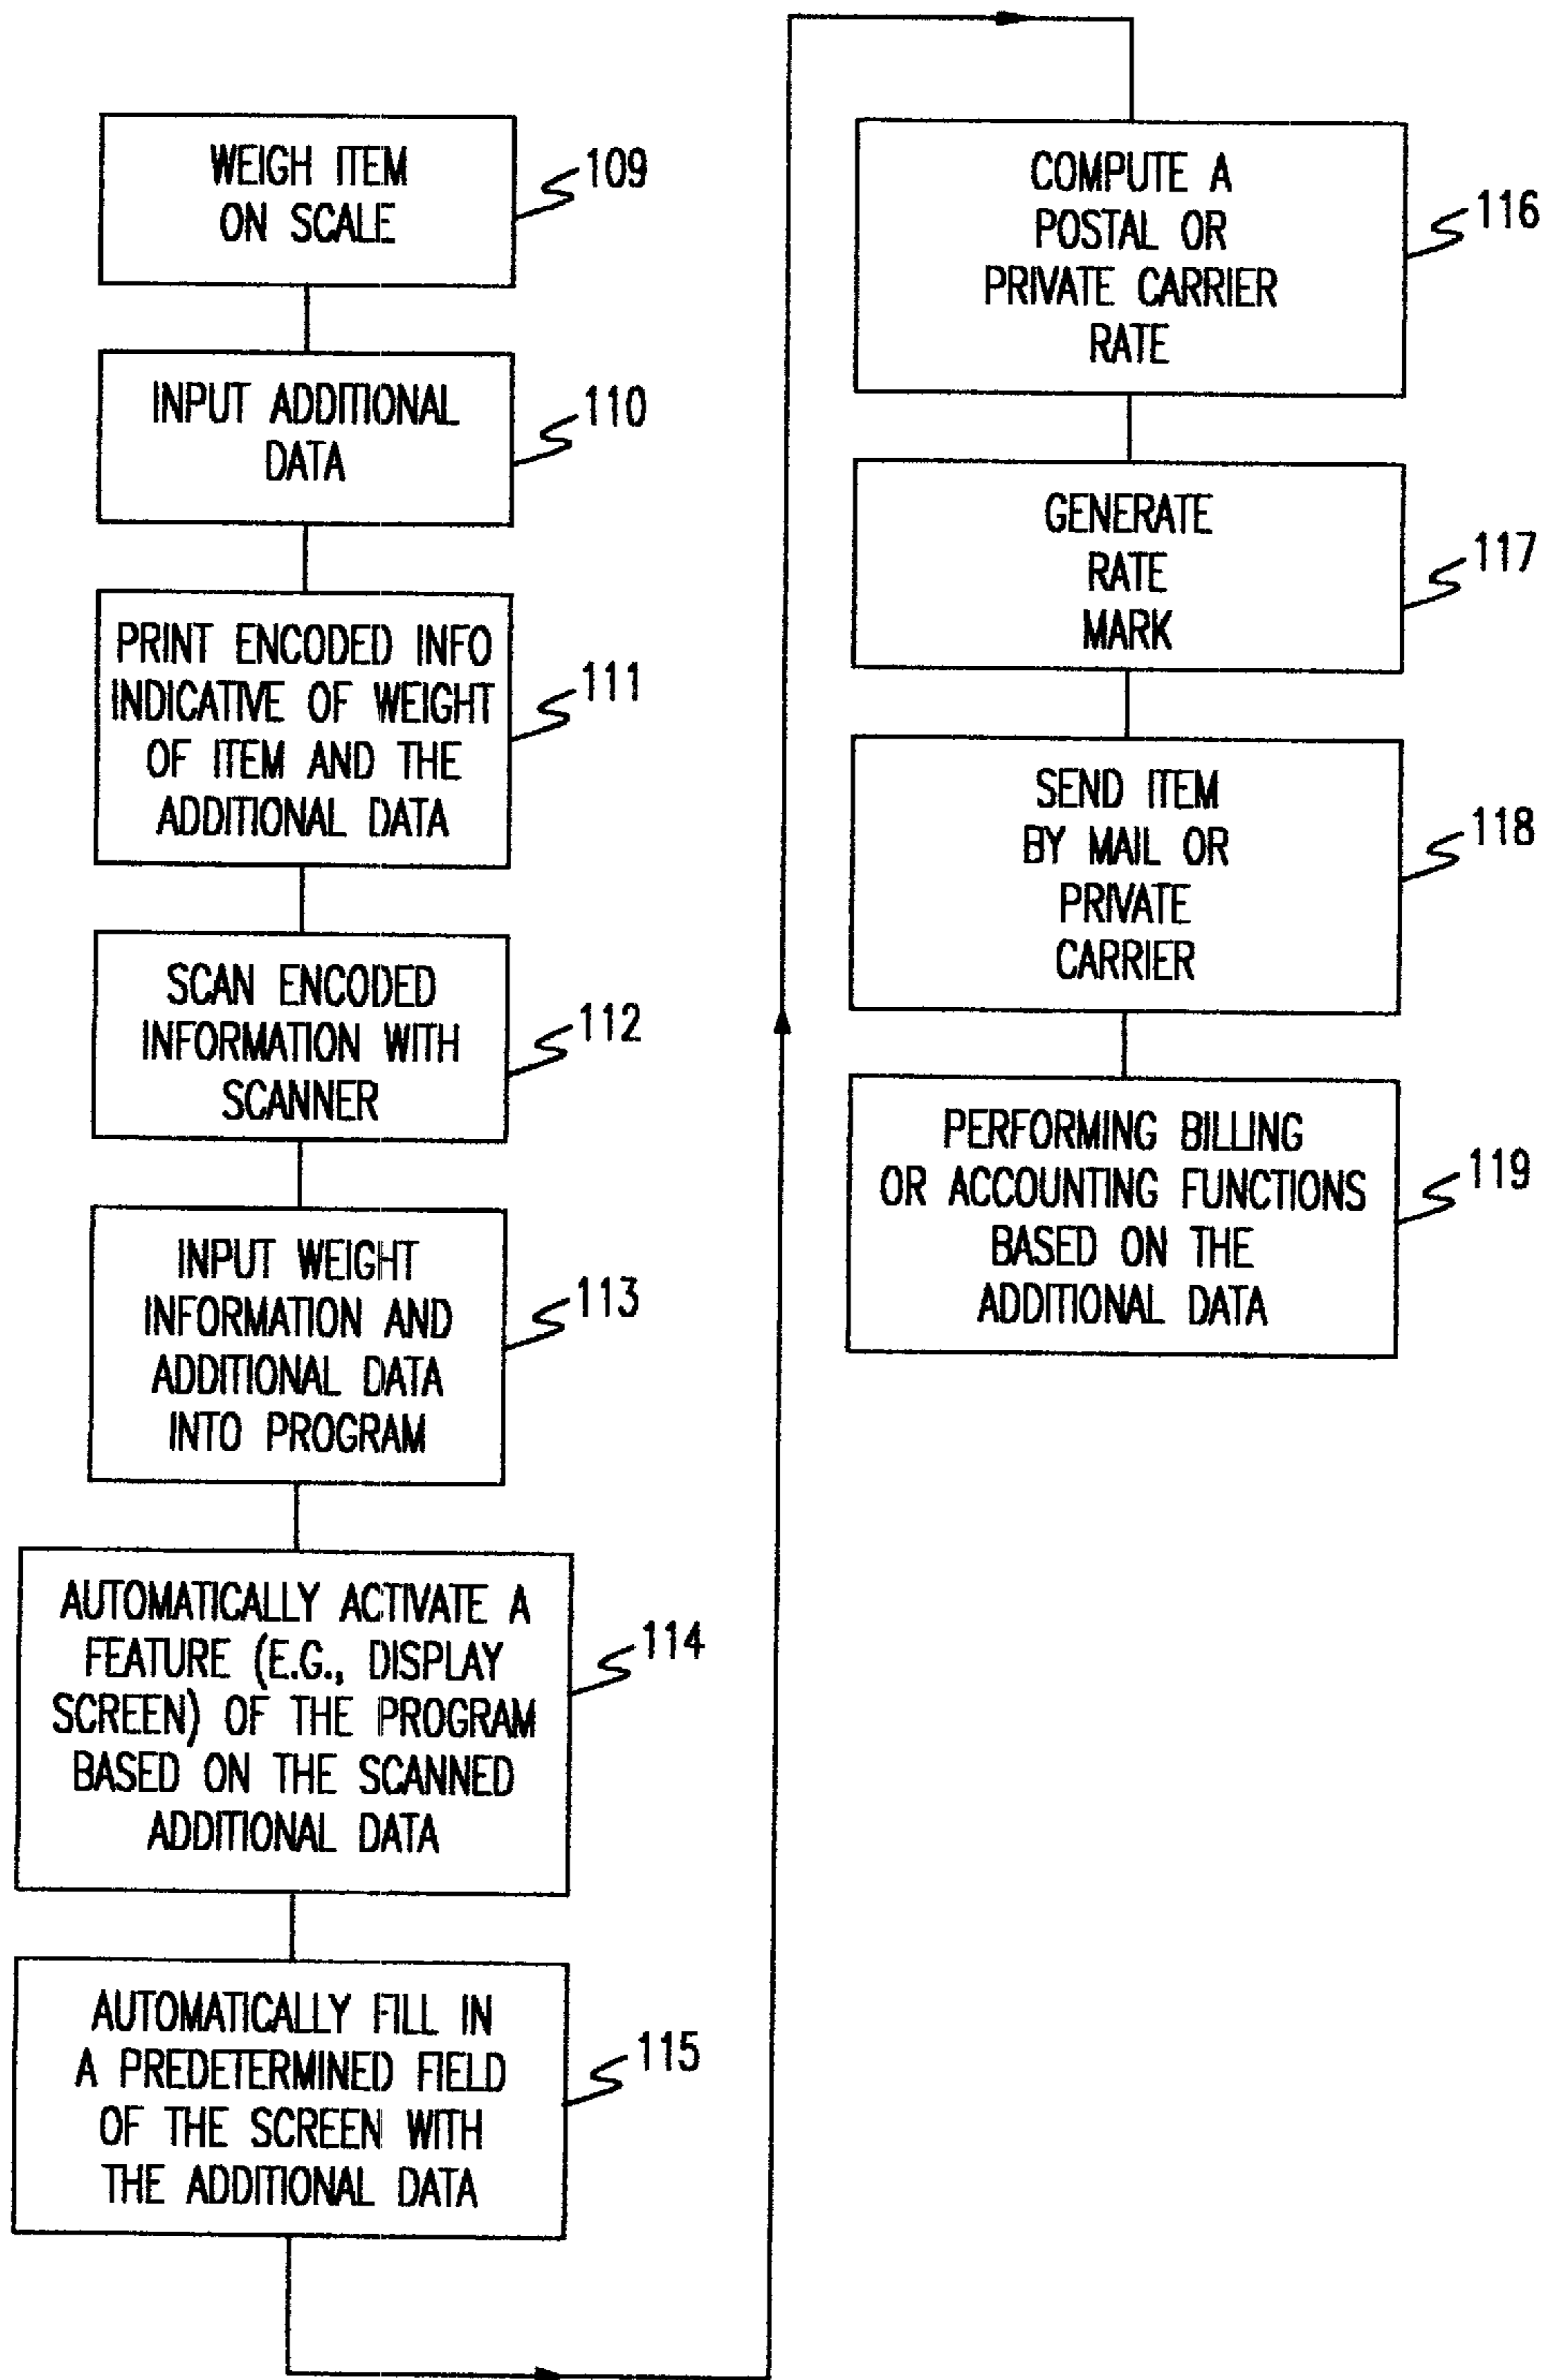 WEIGH ITEM
ON SCALE
109
INPUT ADDITIONAL
DATA
110
PRINT ENCODED INFO
INDICATIVE OF WEIGHT
OF ITEM AND THE
ADDITIONAL DATA
111
SCAN ENCODED
INFORMATION WITH
SCANNER
112
INPUT WEIGHT
INFORMATION AND
ADDITIONAL DATA
INTO PROGRAM
113
AUTOMATICALLY ACTIVATE A
FEATURE (E.G., DISPLAY
SCREEN) OF THE PROGRAM
BASED ON THE SCANNED
ADDITIONAL DATA
114
AUTOMATICALLY FILL IN
A PREDETERMINED FIELD
OF THE SCREEN WITH
THE ADDITIONAL DATA
115
COMPUTE A
POSTAL OR
PRIVATE CARRIER
RATE
116
GENERATE
RATE
MARK
117
SEND ITEM
BY MAIL OR
PRIVATE
CARRIER
118
PERFORMING BILLING
OR ACCOUNTING FUNCTIONS
BASED ON THE
ADDITIONAL DATA
119